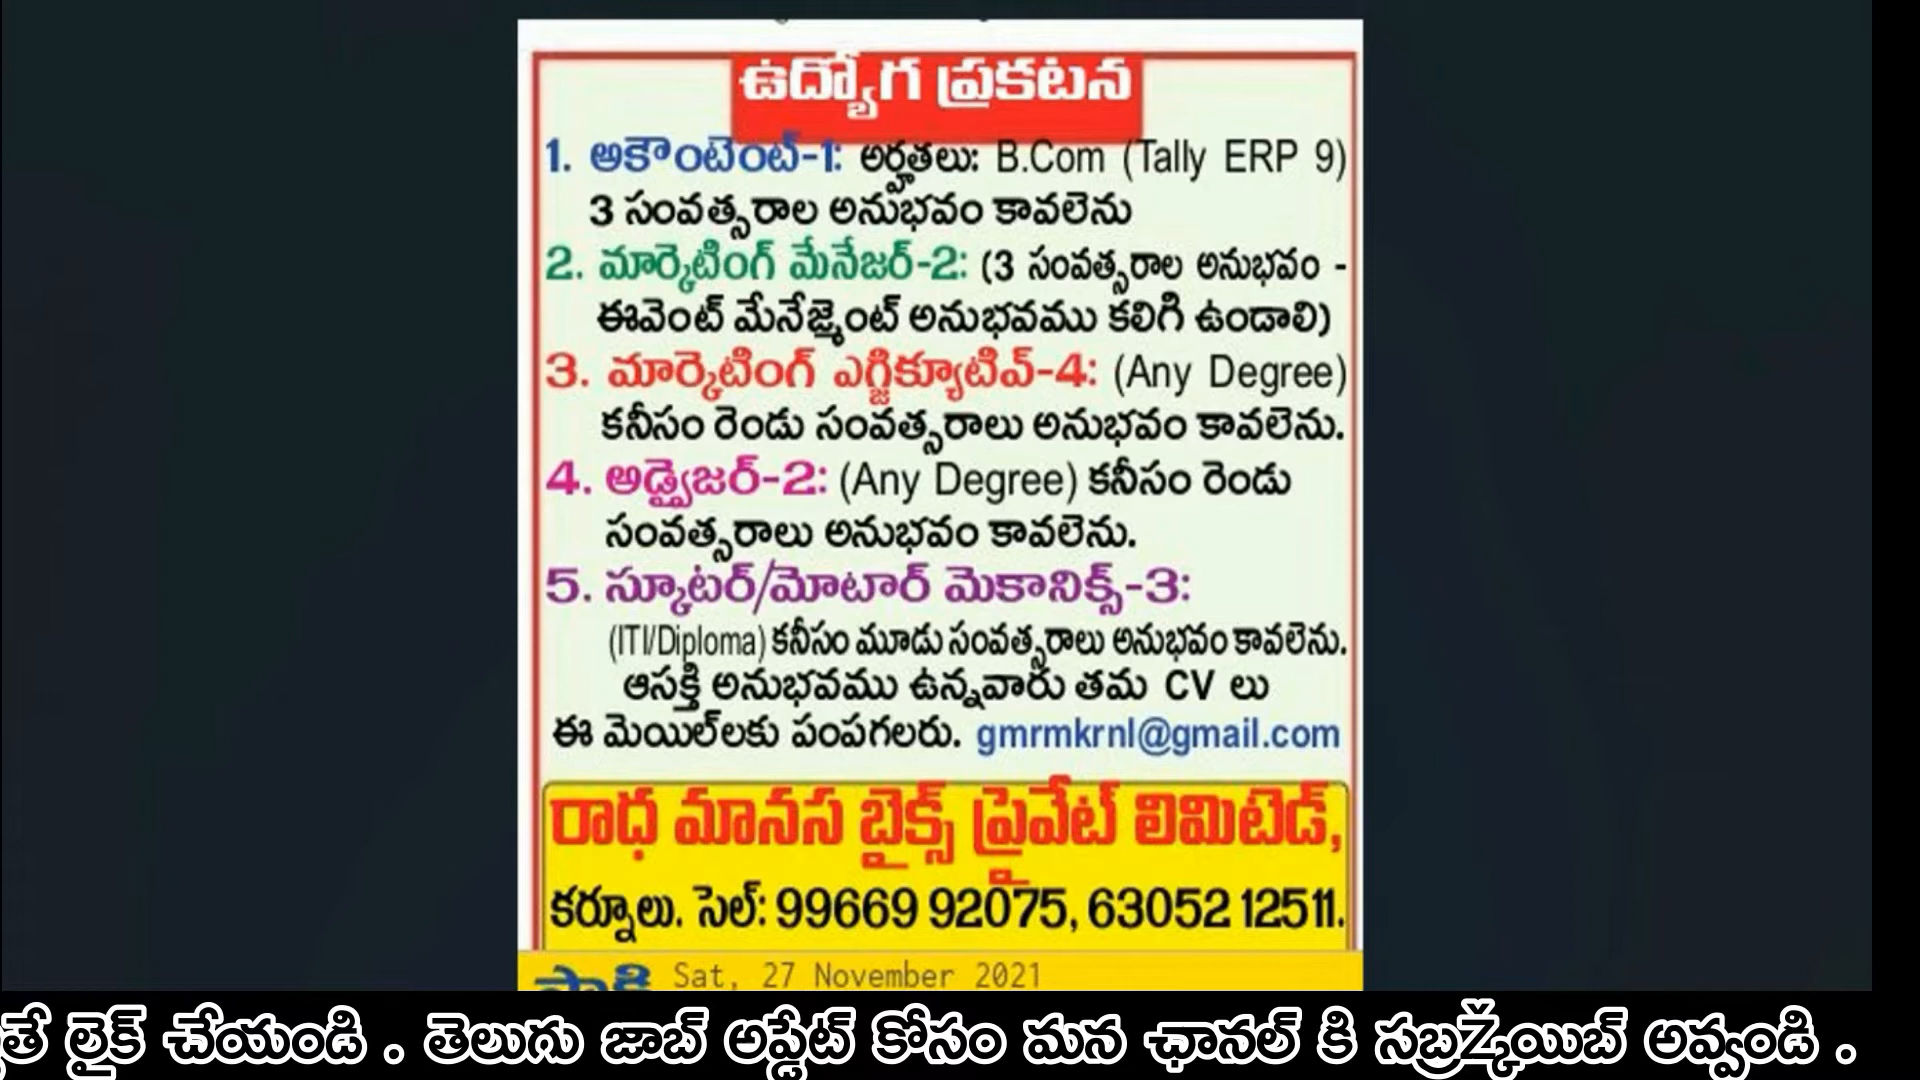 ఉద్యోగ ప్రకటన
1. అకౌంటెంట్-1: అర్హతలు: B.Com (Tally ERP 9)
3 సంవత్సరాల అనుభవం కావలెను
2. మార్కెటింగ్ మేనేజర్-2: (3 సంవత్సరాల అనుభవం -
ఈవెంట్ మేనేజ్మెంట్ అనుభవము కలిగి ఉండాలి)
3. మార్కెటింగ్ ఎగ్జిక్యూటివ్-4: (Any Degree)
కనీసం రెండు సంవత్సరాలు అనుభవం కావలెను.
4. అడ్వైజర్-2: (Any Degree) కనీసం రెండు
సంవత్సరాలు అనుభవం కావలెను.
5. స్కూటర్/మోటార్ మెకానిక్స్-3:
(ITI/Diploma) కనీసం మూడు సంవత్సరాలు అనుభవం కావలెను.
ఆసక్తి అనుభవము ఉన్నవారు తమ CV లు
ఈ మెయిల్‌లకు పంపగలరు. gmrmkrnl@gmail.com
రాధ మానస బైక్స్ ప్రైవేట్ లిమిటెడ్,
కర్నూలు. సెల్: 99669 92075, 63052 12511.
సాక్షి Sat, 27 November 2021
లైక్ చేయండి . తెలుగు జాబ్ అప్డేట్ కోసం మన ఛానల్ కి అవ్వండి .